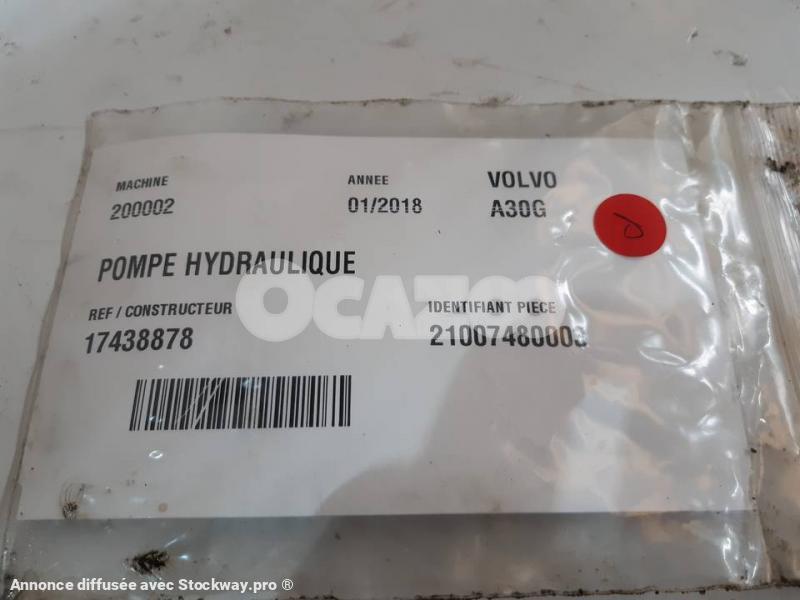 MACHINE ANNEE VOLVO
200002 01/2018 A30G
POMPE HYDRAULIQUE
REF / CONSTRUCTEUR IDENTIFIANT PIECE
17438878
OCAZOO
Annonce diffusée avec Stockway.pro ®